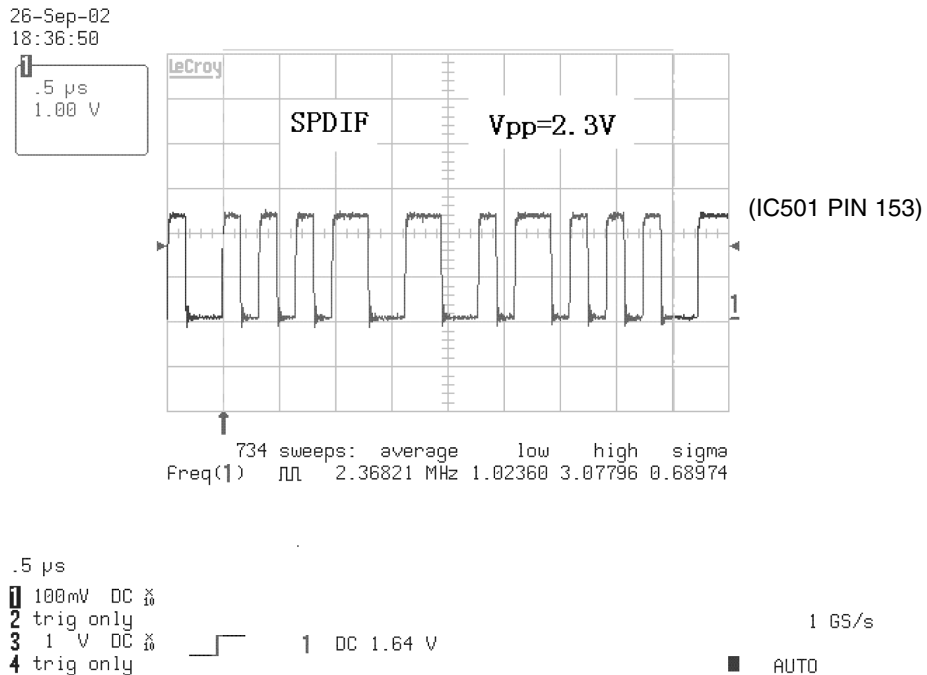 26-Sep-02
18:36:50
1
.5 µs
1.00 V
LeCroy
SPDIF
Vpp=2.3V
(IC501 PIN 153)
1
734 sweeps: average low high sigma
Freq(1) 2.36821 MHz 1.02360 3.07796 0.68974
.5 µs
1 100mV DC X10
2 trig only
3 1 V DC X10
4 trig only
1 DC 1.64 V
1 GS/s
AUTO